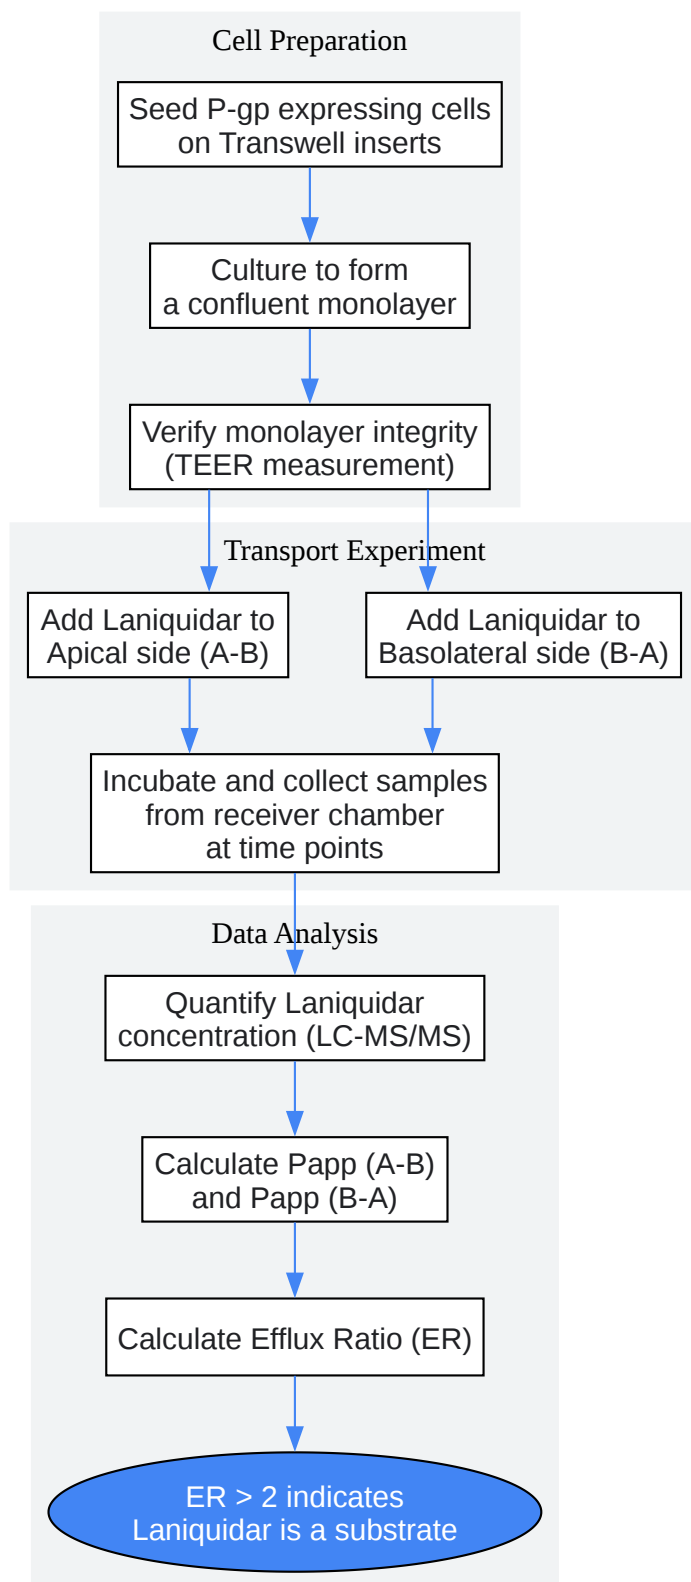 Cell Preparation
Seed P-gp expressing cells
on Transwell inserts
Culture to form
a confluent monolayer
Verify monolayer integrity
(TEER measurement)
Transport Experiment
Add Laniquidar to
Apical side (A-B)
Add Laniquidar to
Basolateral side (B-A)
Incubate and collect samples
from receiver chamber
at time points
Data Analysis
Quantify Laniquidar
concentration (LC-MS/MS)
Calculate Papp (A-B)
and Papp (B-A)
Calculate Efflux Ratio (ER)
ER > 2 indicates
Laniquidar is a substrate